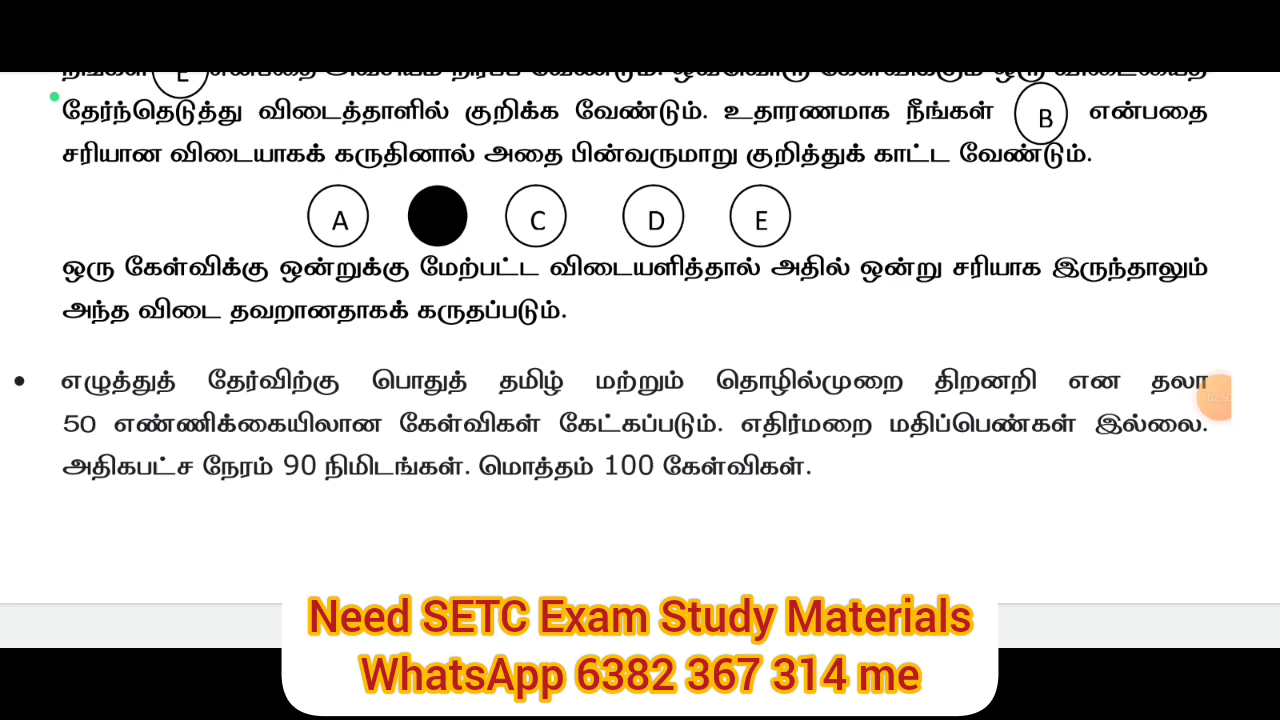 தேர்ந்தெடுத்து விடைத்தாளில் குறிக்க வேண்டும். உதாரணமாக நீங்கள் B என்பதை
சரியான விடையாகக் கருதினால் அதை பின்வருமாறு குறித்துக் காட்ட வேண்டும்.
A C D E
ஒரு கேள்விக்கு ஒன்றுக்கு மேற்பட்ட விடையளித்தால் அதில் ஒன்று சரியாக இருந்தாலும்
அந்த விடை தவறானதாகக் கருதப்படும்.
• எழுத்துத் தேர்விற்கு பொதுத் தமிழ் மற்றும் தொழில்முறை திறனறி என தலா
50 எண்ணிக்கையிலான கேள்விகள் கேட்கப்படும். எதிர்மறை மதிப்பெண்கள் இல்லை.
அதிகபட்ச நேரம் 90 நிமிடங்கள். மொத்தம் 100 கேள்விகள்.
Need SETC Exam Study Materials
WhatsApp 6382 367 314 me